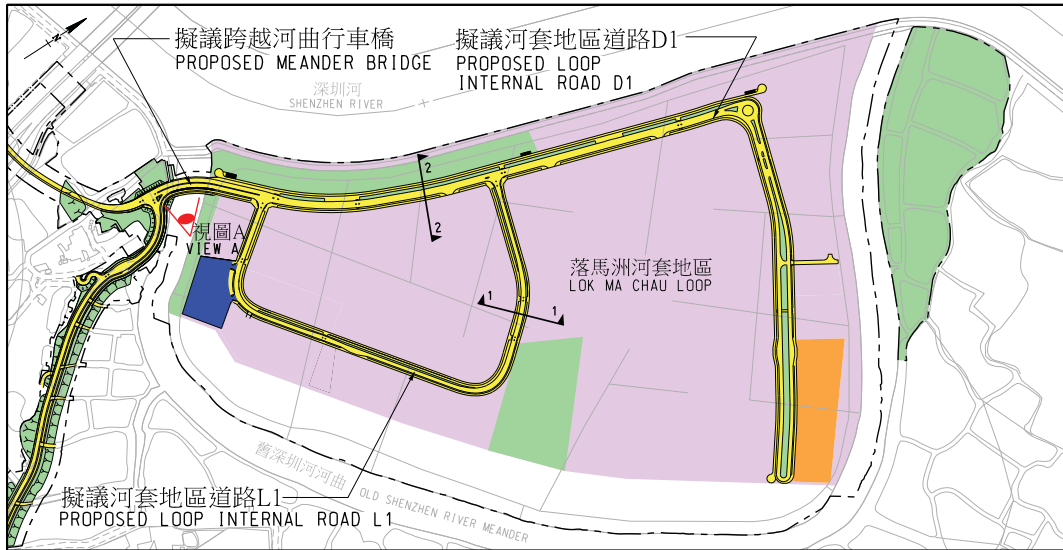 擬議跨越河曲行車橋
PROPOSED MEANDER BRIDGE
擬議河套地區道路D1
PROPOSED LOOP
INTERNAL ROAD D1
深圳河
SHENZHEN RIVER
2
2
視圖A
VIEW A
落馬洲河套地區
LOK MA CHAU LOOP
1
1
舊深圳河河曲
OLD SHENZHEN RIVER MEANDER
擬議河套地區道路L1
PROPOSED LOOP INTERNAL ROAD L1